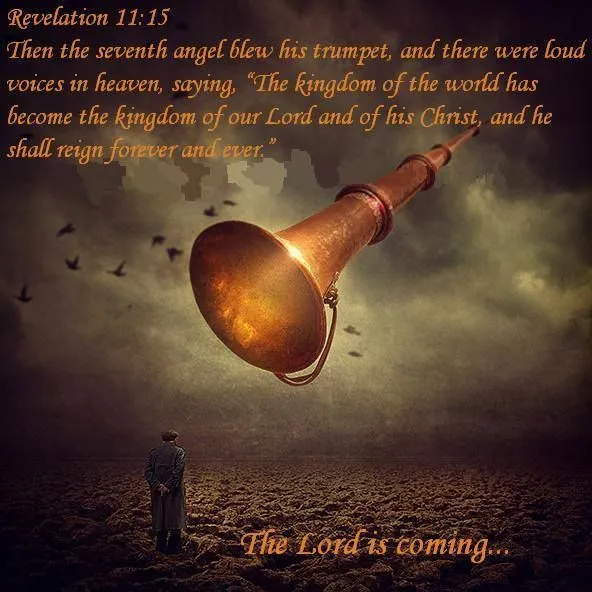 Revelation 11:15
Then the seventh angel blew his trumpet, and there were loud
voices in heaven, saying, “The kingdom of the world has
become the kingdom of our Lord and of his Christ, and he
shall reign forever and ever.”
The Lord is coming...